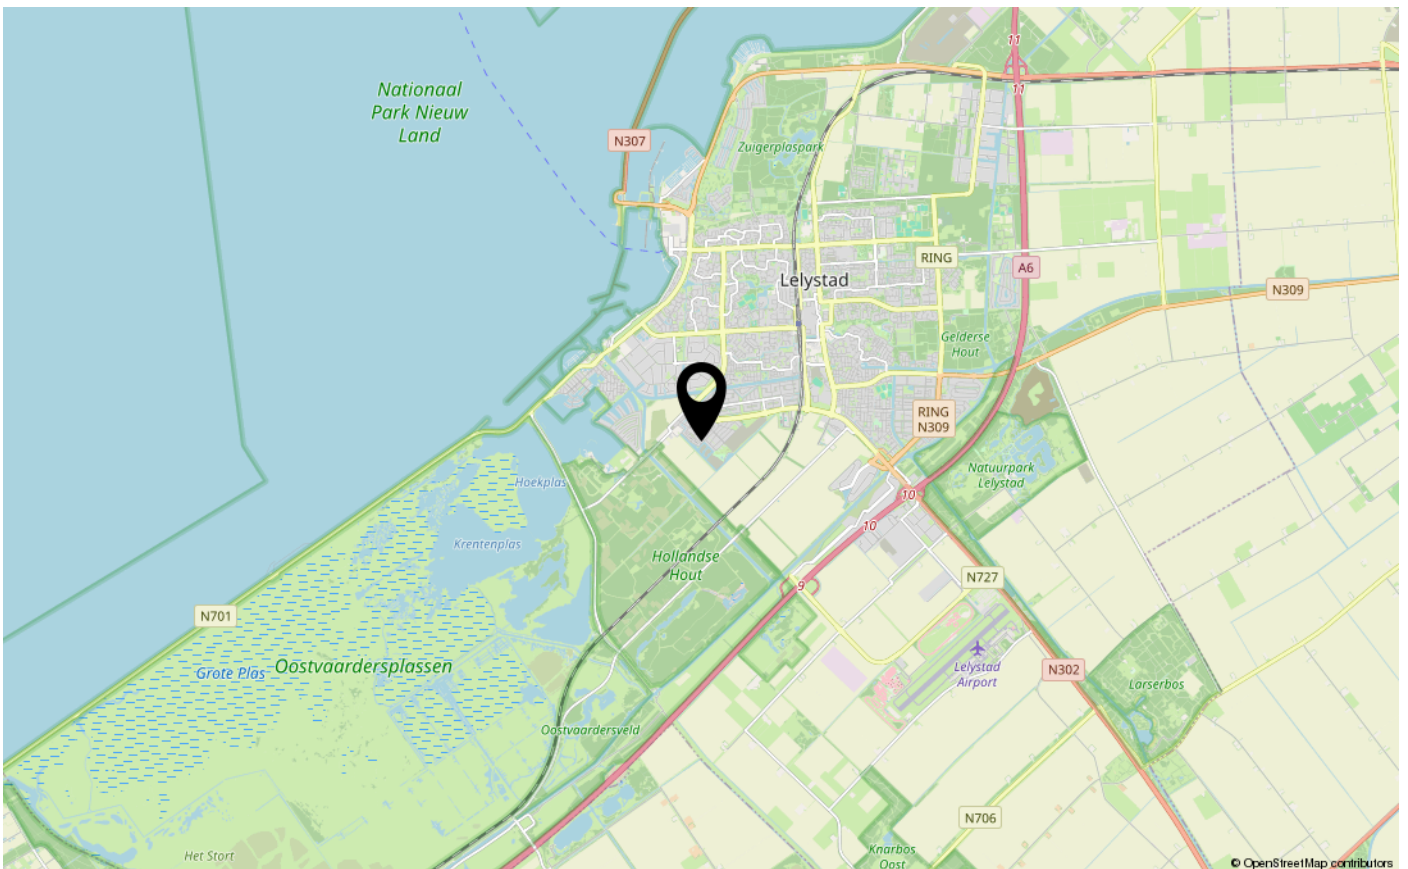 11
11
Nationaal
Park Nieuw
Land
N307
Zuigerplaspark
RING
A6
Lelystad
N309
Gelderse
Hout
RING
N309
Natuurpark
Lelystad
Hoekplas
10
10
Krentenplas
Hollandse
Hout
N727
9
N701
Lelystad
Airport
N302
Oostvaardersplassen
Grote Plas
Larserbos
Oostvaardersveld
N706
Knarbos
Oost
Het Stort
© OpenStreetMap contributors